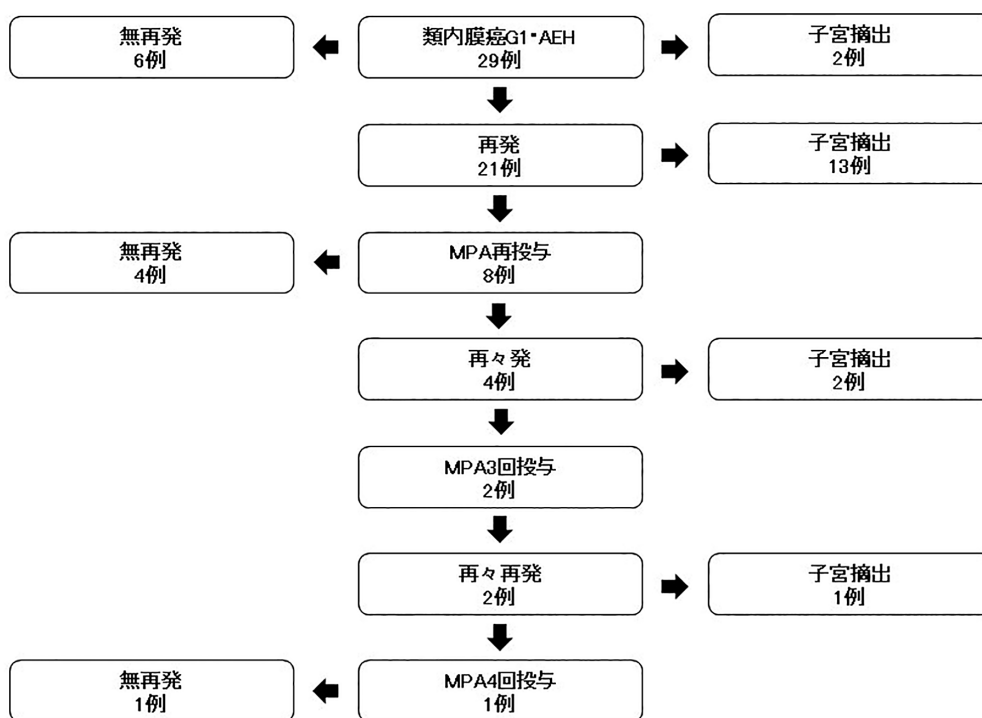 無再発
6例
類内膜癌G1・AEH
29例
子宮摘出
2例
再発
21例
子宮摘出
13例
無再発
4例
MPA再投与
8例
再々発
4例
子宮摘出
2例
MPA3回投与
2例
再々再発
2例
子宮摘出
1例
無再発
1例
MPA4回投与
1例